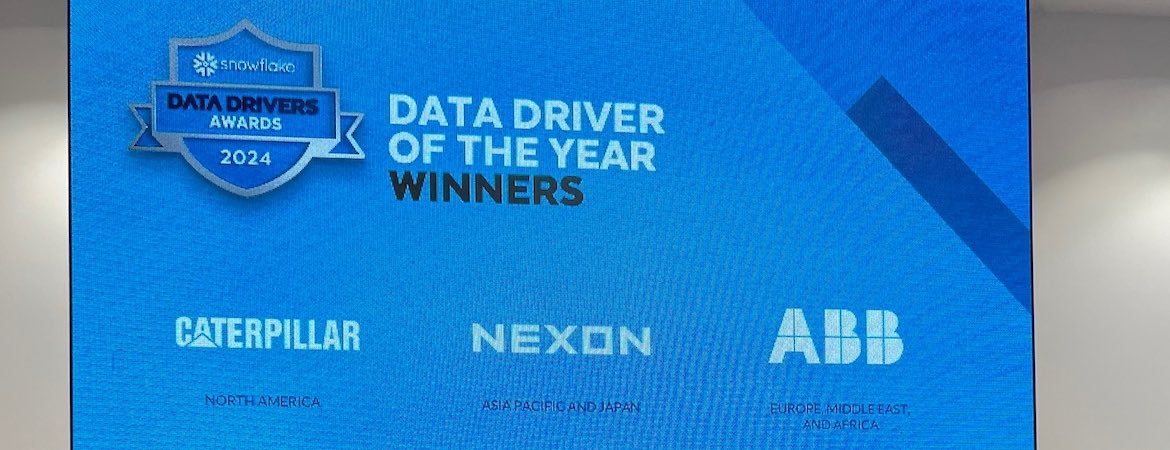 snowflake
DATA DRIVERS
AWARDS
2024
DATA DRIVER
OF THE YEAR
WINNERS
CATERPILLAR
NEXON
ABB
NORTH AMERICA
ASIA PACIFIC AND JAPAN
EUROPE, MIDDLE EAST,
AND AFRICA